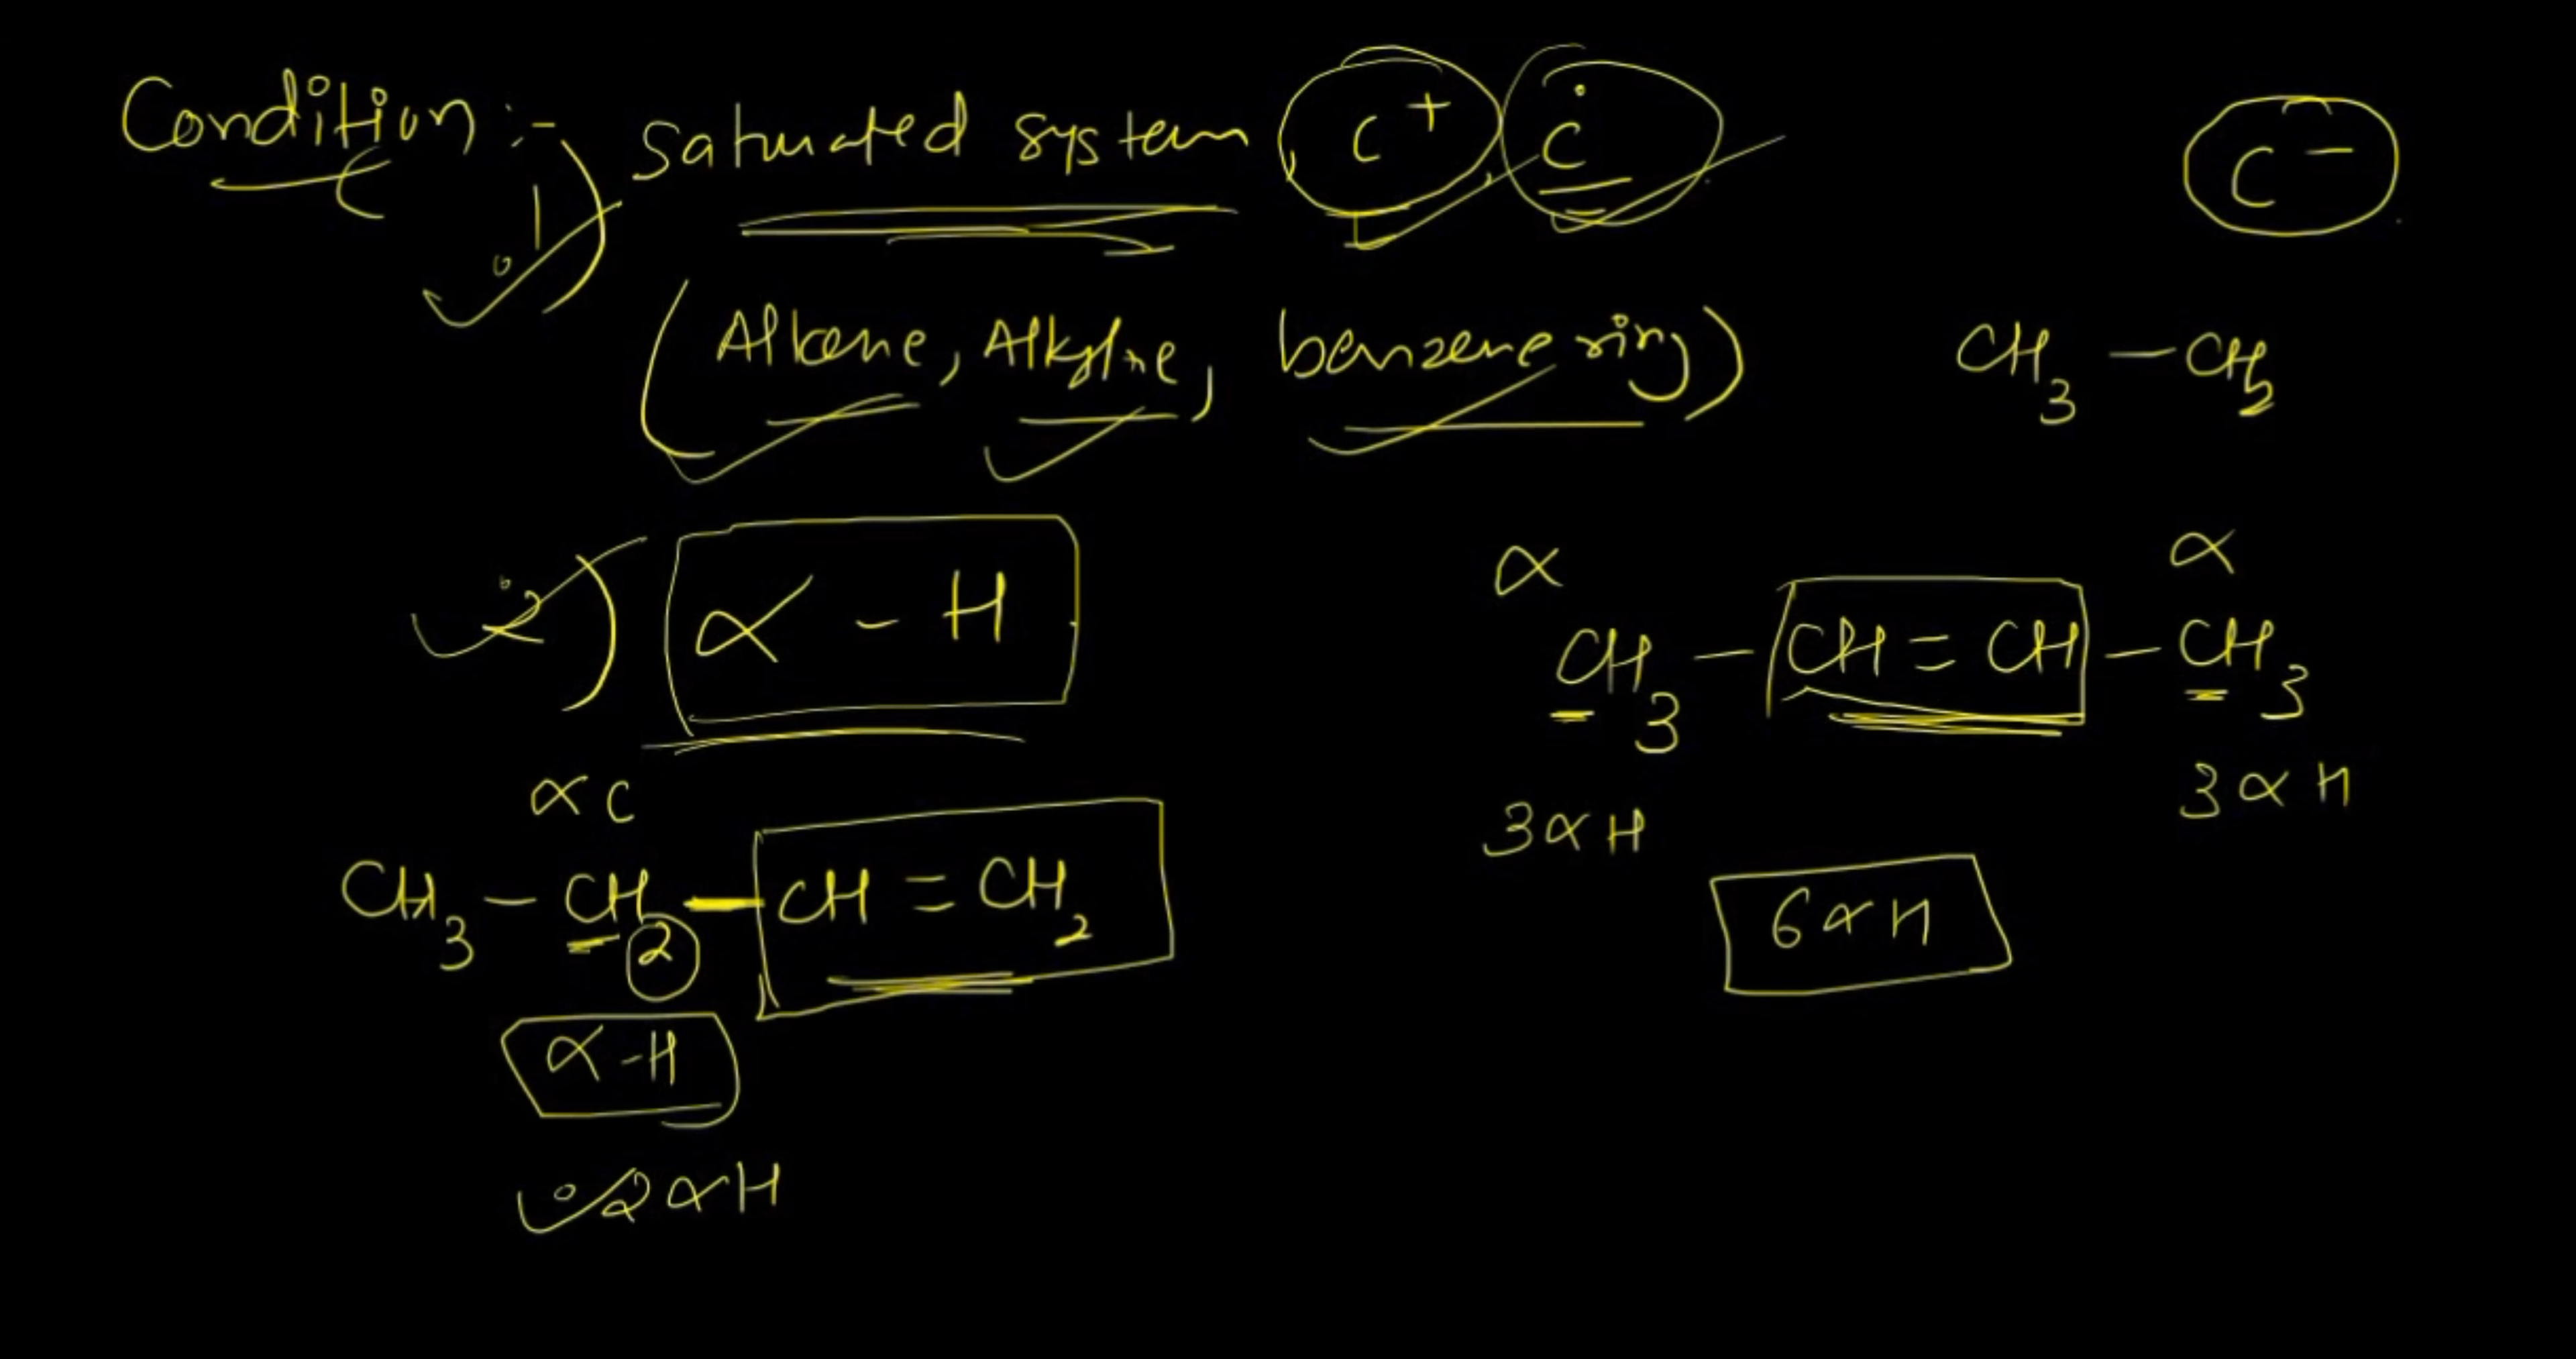 Condition :- 1) Saturated system, C⁺, Ċ
C⁻
(Alkene, Alkyne, benzene ring)
CH₃ - CH₂
2) α - H
α α
CH₃ - CH = CH - CH₃
3αH 3αH
6αH
αC
CH₃ - CH₂ - CH = CH₂
α-H
2αH